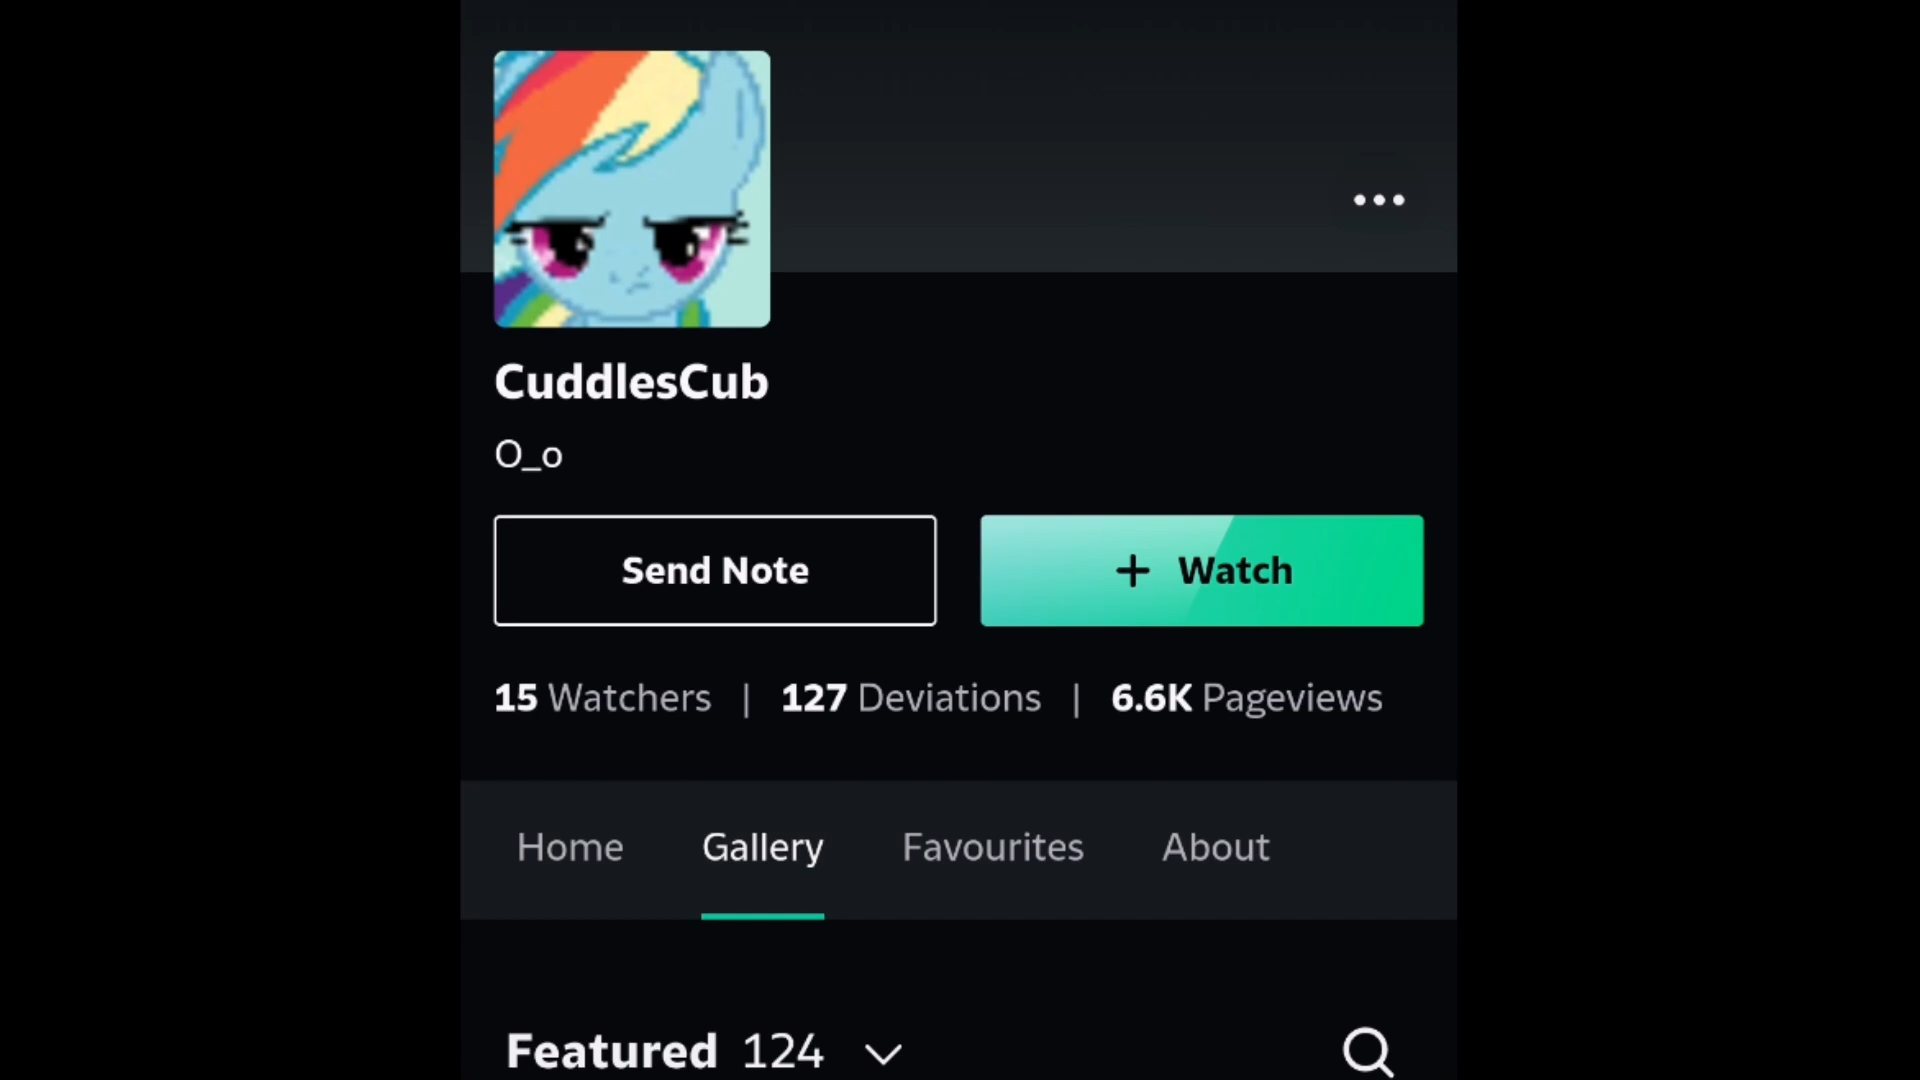 CuddlesCub
O_o
Send Note
+ Watch
15 Watchers | 127 Deviations | 6.6K Pageviews
Home Gallery Favourites About
Featured 124